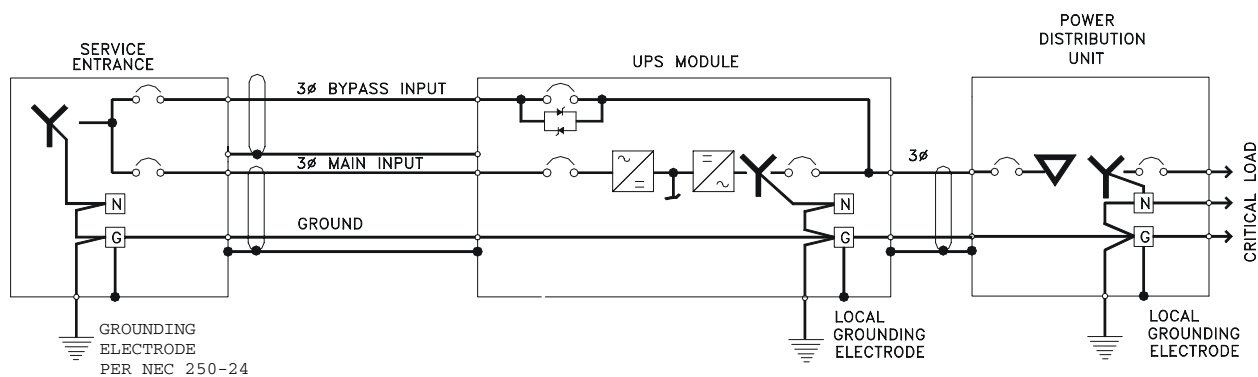 SERVICE
ENTRANCE
UPS MODULE
POWER
DISTRIBUTION
UNIT
3ø BYPASS INPUT
3ø MAIN INPUT
3ø
N
N
N
GROUND
G
G
G
CRITICAL LOAD
GROUNDING
ELECTRODE
PER NEC 250-24
LOCAL
GROUNDING
ELECTRODE
LOCAL
GROUNDING
ELECTRODE